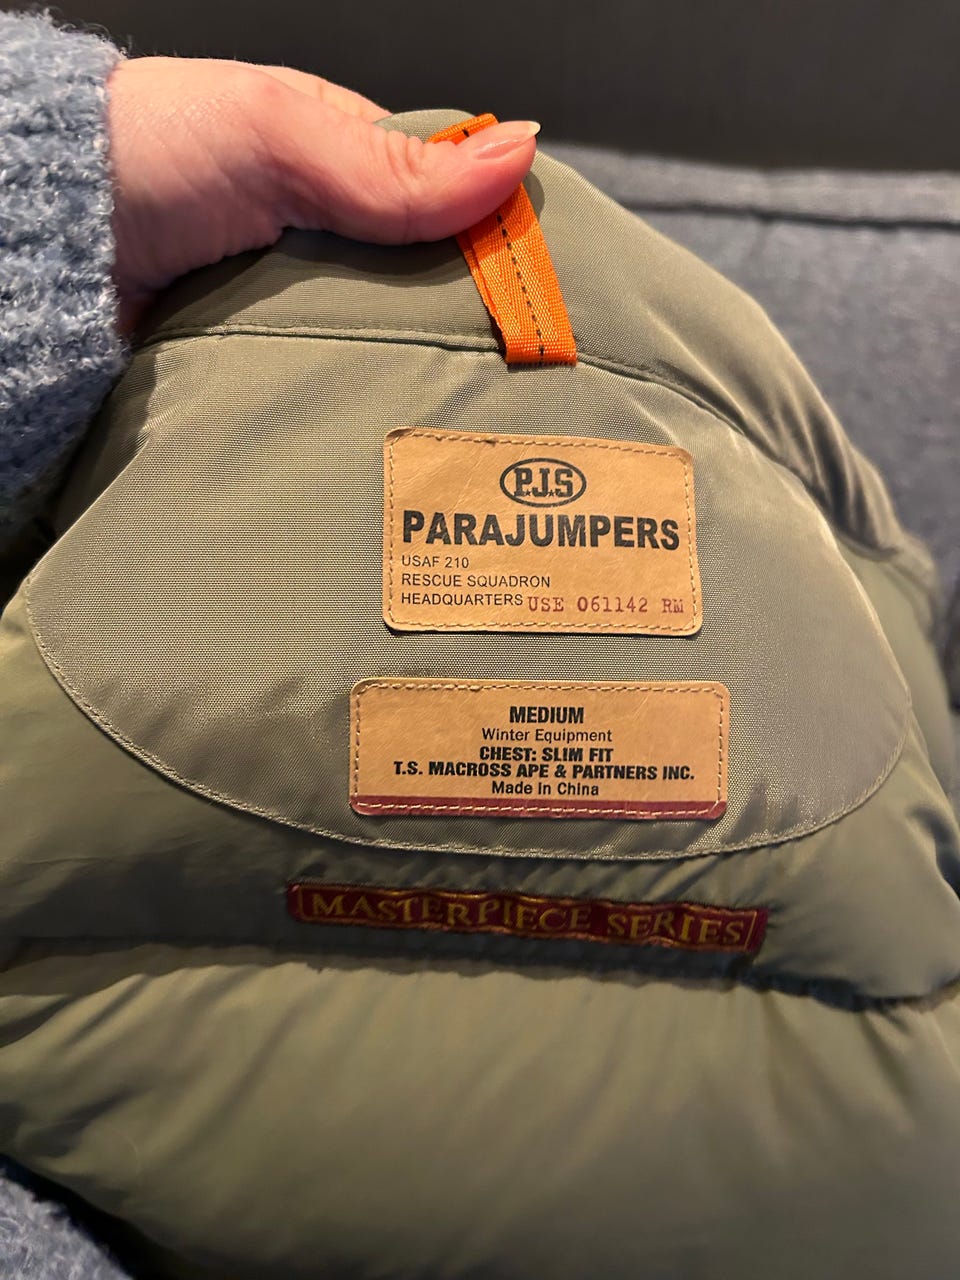 P.J.S
PARAJUMPERS
USAF 210
RESCUE SQUADRON
HEADQUARTERS USE 061142 RM
MEDIUM
Winter Equipment
CHEST: SLIM FIT
T.S. MACROSS APE & PARTNERS INC.
Made in China
MASTERPIECE SERIES